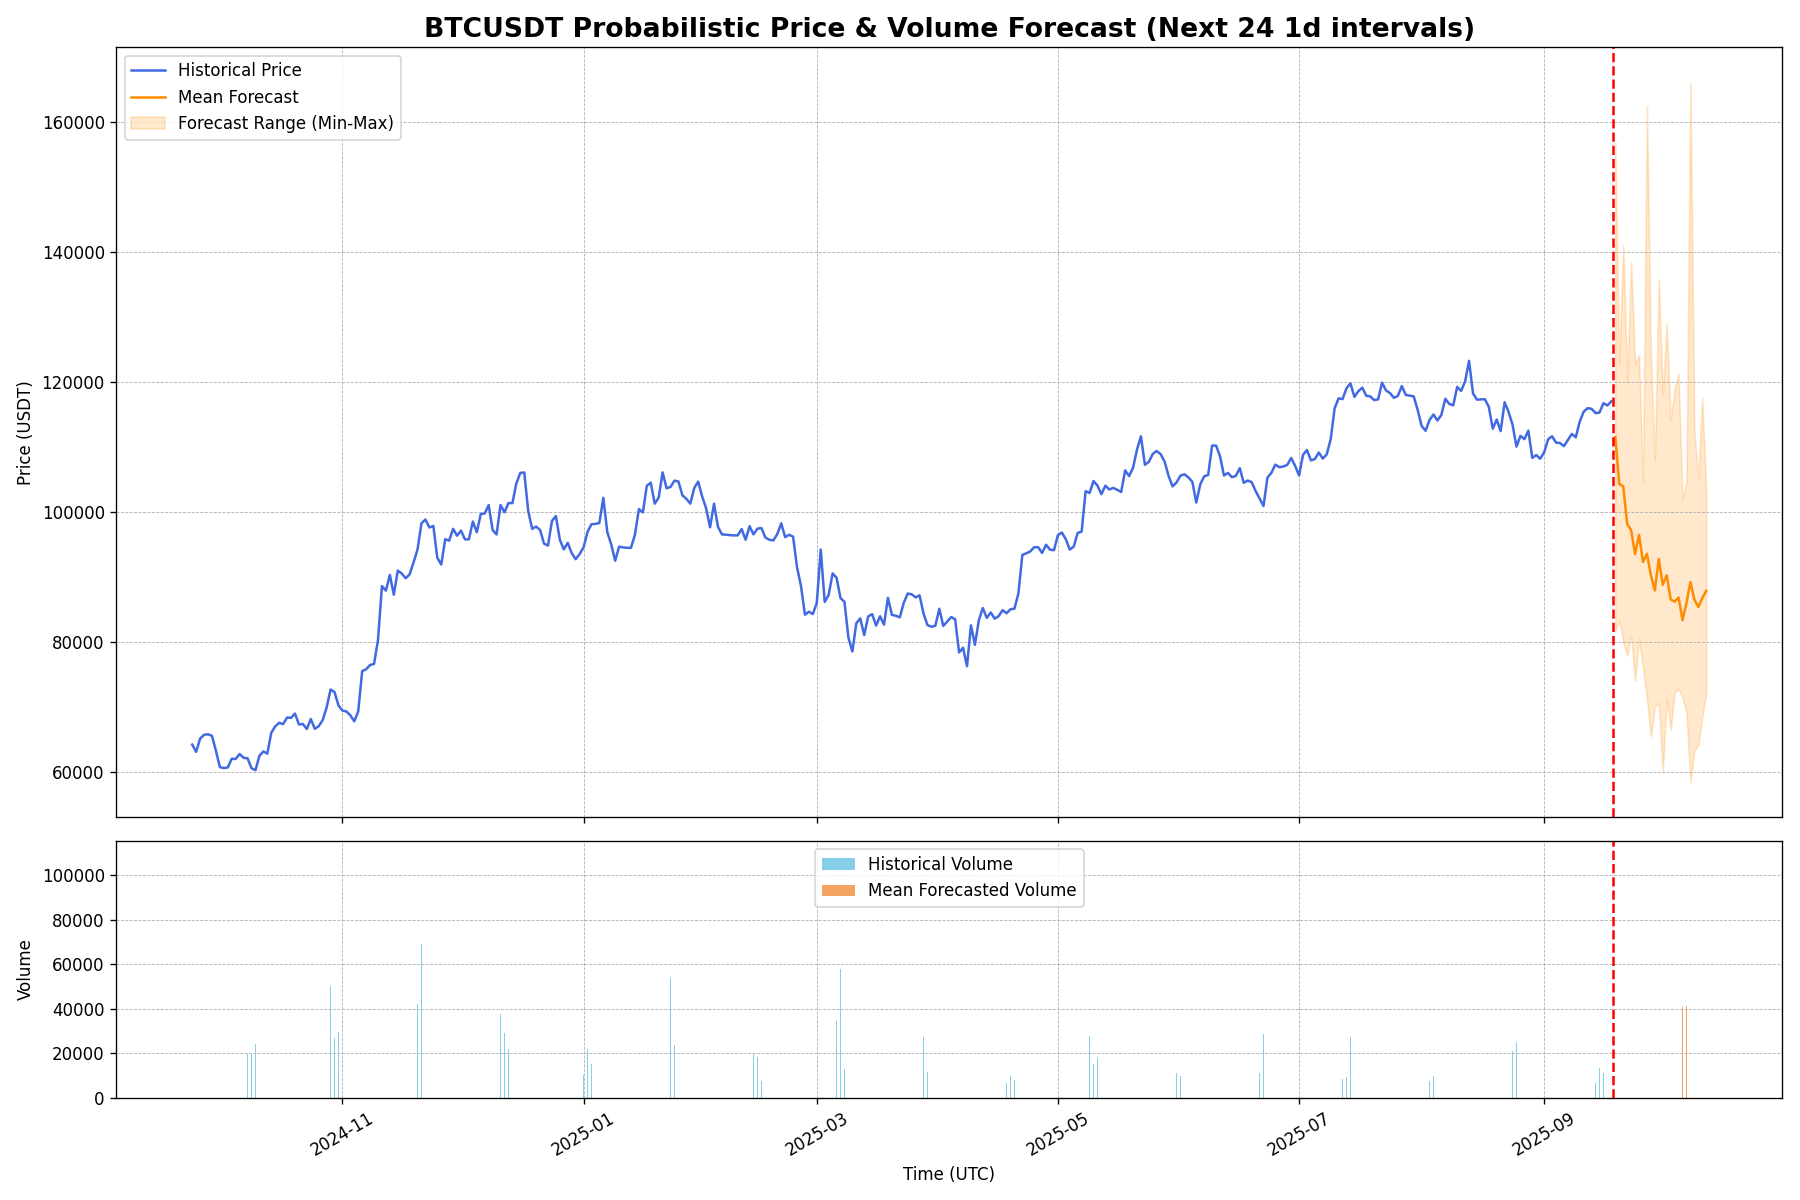 BTCUSDT Probabilistic Price & Volume Forecast (Next 24 1d intervals)
Historical Price
Mean Forecast
Forecast Range (Min-Max)
160000
140000
120000
100000
80000
60000
Price (USDT)
Historical Volume
Mean Forecasted Volume
100000
80000
60000
40000
20000
0
Volume
2024-11
2025-01
2025-03
2025-05
2025-07
2025-09
Time (UTC)